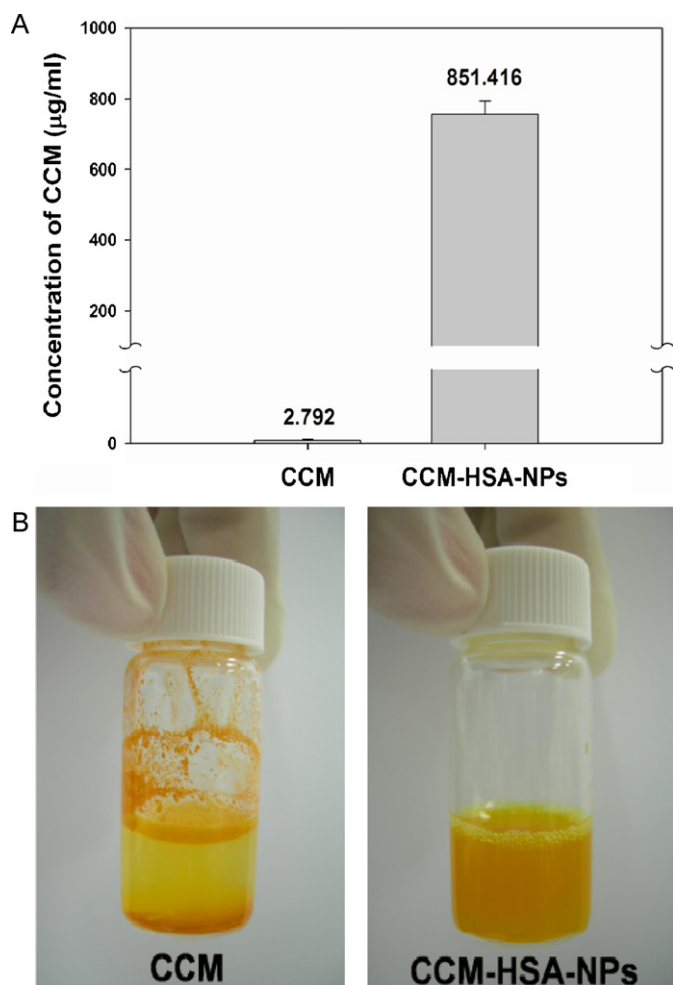 A
Concentration of CCM (μg/ml)
1000
800
600
400
200
0
2.792
851.416
CCM
CCM-HSA-NPs
B
CCM
CCM-HSA-NPs